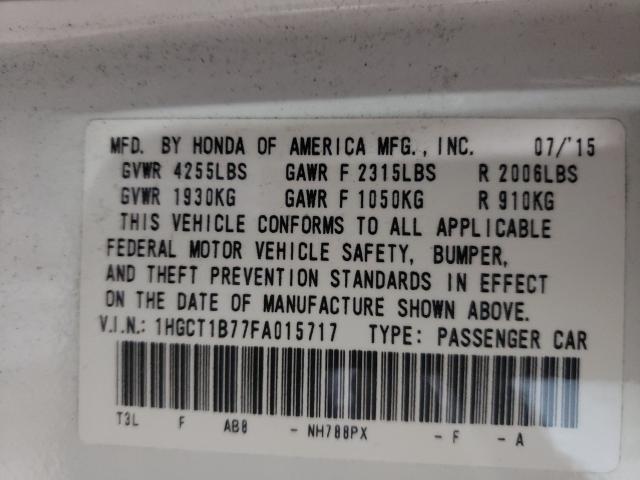 MFD. BY HONDA OF AMERICA MFG., INC. 07/'15
GVWR 4255LBS GAWR F 2315LBS R 2006LBS
GVWR 1930KG GAWR F 1050KG R 910KG
THIS VEHICLE CONFORMS TO ALL APPLICABLE
FEDERAL MOTOR VEHICLE SAFETY, BUMPER,
AND THEFT PREVENTION STANDARDS IN EFFECT
ON THE DATE OF MANUFACTURE SHOWN ABOVE.
V.I.N.: 1HGCT1B77FA015717 TYPE: PASSENGER CAR
T3L F AB0 - NH788PX - F - A